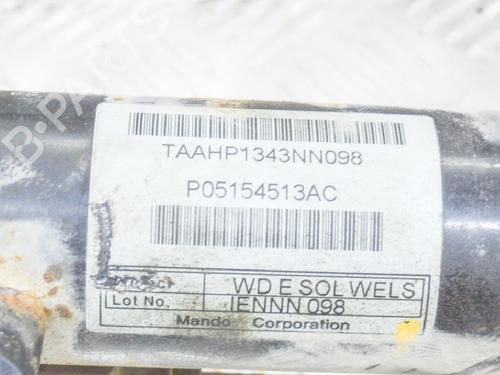 B-PARTS
TAAHP1343NN098
P05154513AC
WD E SOL WELS
Lot No. IENNN 098
Mando Corporation